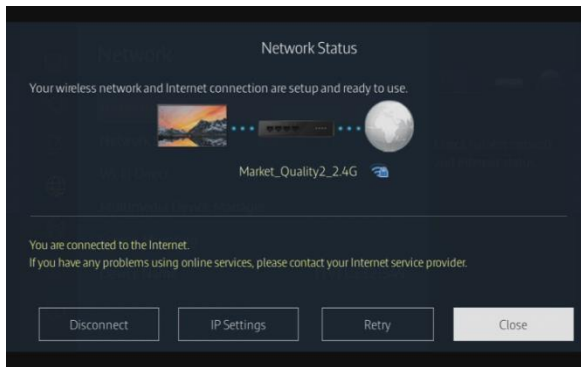 Network
Network Status
Your wireless network and Internet connection are setup and ready to use.
Market_Quality2_2.4G
You are connected to the Internet.
If you have any problems using online services, please contact your Internet service provider.
Disconnect
IP Settings
Retry
Close